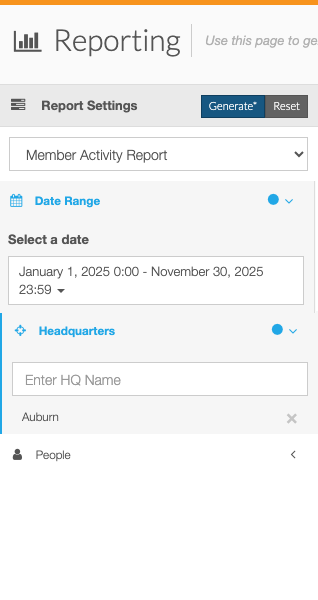 Reporting
Use this page to ge
Report Settings
Generate*
Reset
Member Activity Report
Date Range
Select a date
January 1, 2025 0:00 - November 30, 2025
23:59
Headquarters
Enter HQ Name
Auburn
People